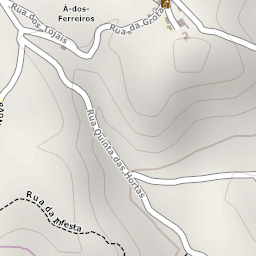 À-dos-
Ferreiros
Rua da Grota
Rua dos Tojais
Rua Quinta das Hortas
Rua da Mesta